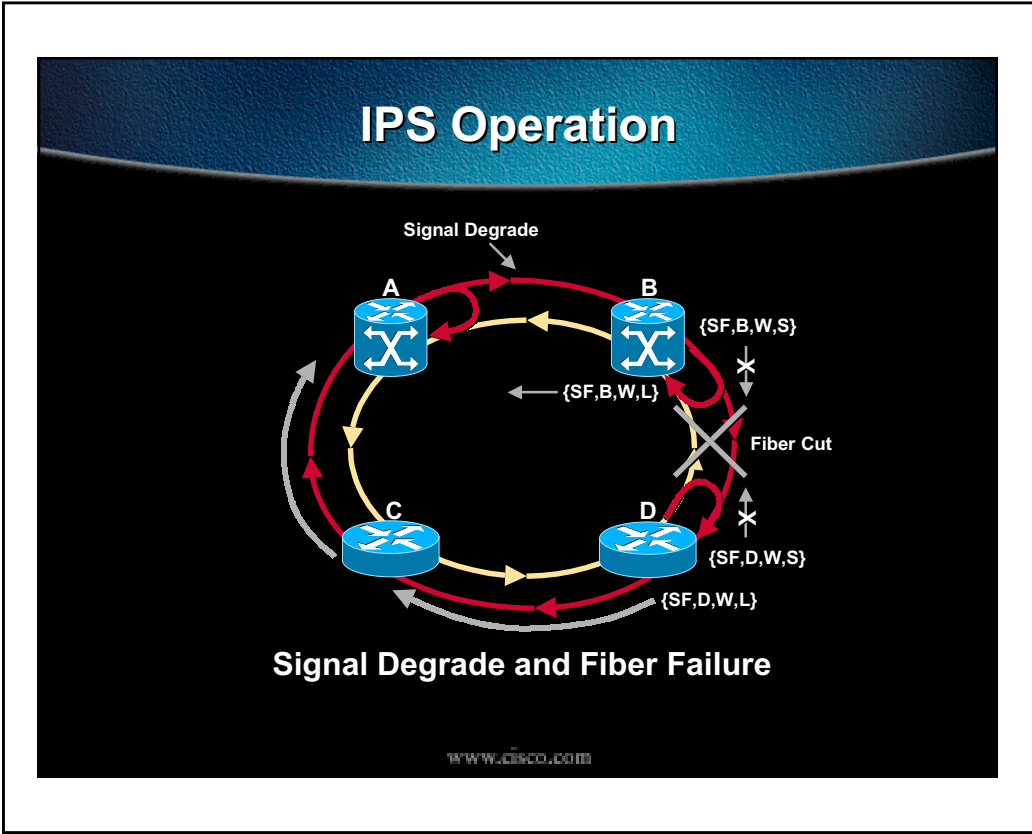 IPS Operation
Signal Degrade
A
B
{SF,B,W,S}
{SF,B,W,L}
Fiber Cut
C
D
{SF,D,W,S}
{SF,D,W,L}
Signal Degrade and Fiber Failure
www.cisco.com